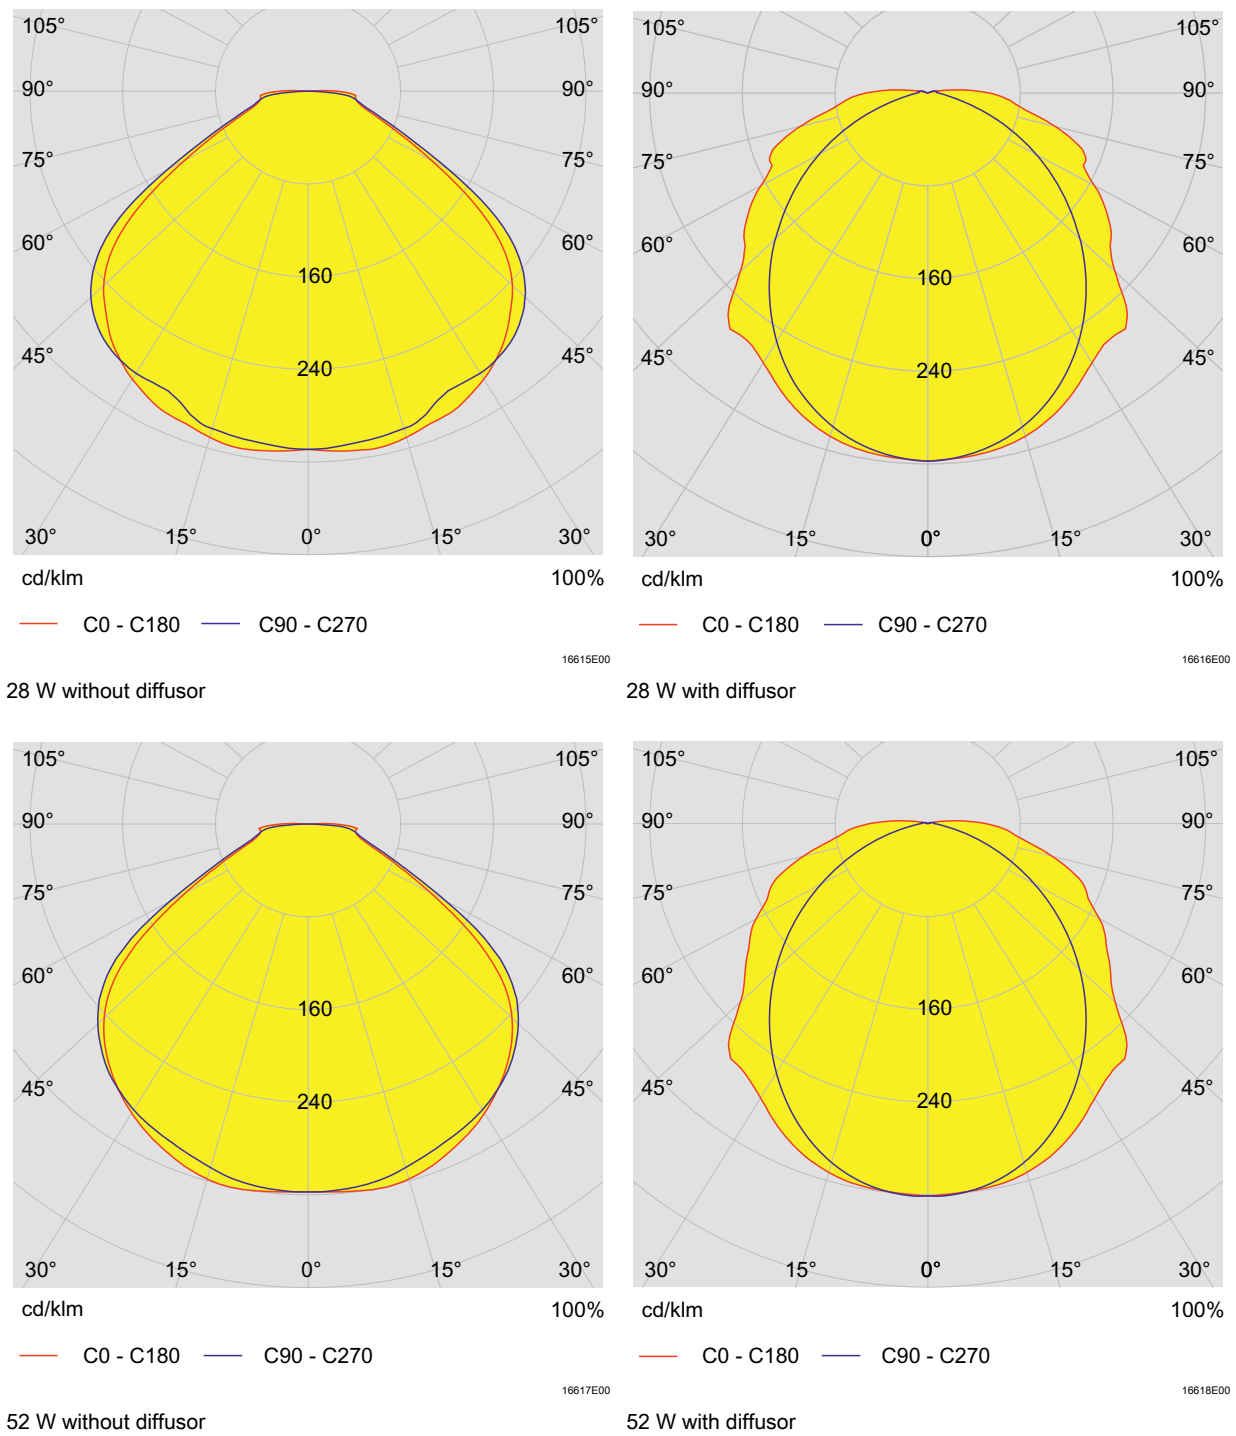 105° 105°
90° 90°
75° 75°
160
60° 60°
240
45° 45°
30° 15° 0° 15° 30°
cd/klm 100%
C0 - C180 C90 - C270
16615E00
28 W without diffusor
105° 105°
90° 90°
75° 75°
160
60° 60°
240
45° 45°
30° 15° 0° 15° 30°
cd/klm 100%
C0 - C180 C90 - C270
16616E00
28 W with diffusor
105° 105°
90° 90°
75° 75°
160
60° 60°
240
45° 45°
30° 15° 0° 15° 30°
cd/klm 100%
C0 - C180 C90 - C270
16617E00
52 W without diffusor
105° 105°
90° 90°
75° 75°
160
60° 60°
240
45° 45°
30° 15° 0° 15° 30°
cd/klm 100%
C0 - C180 C90 - C270
16618E00
52 W with diffusor